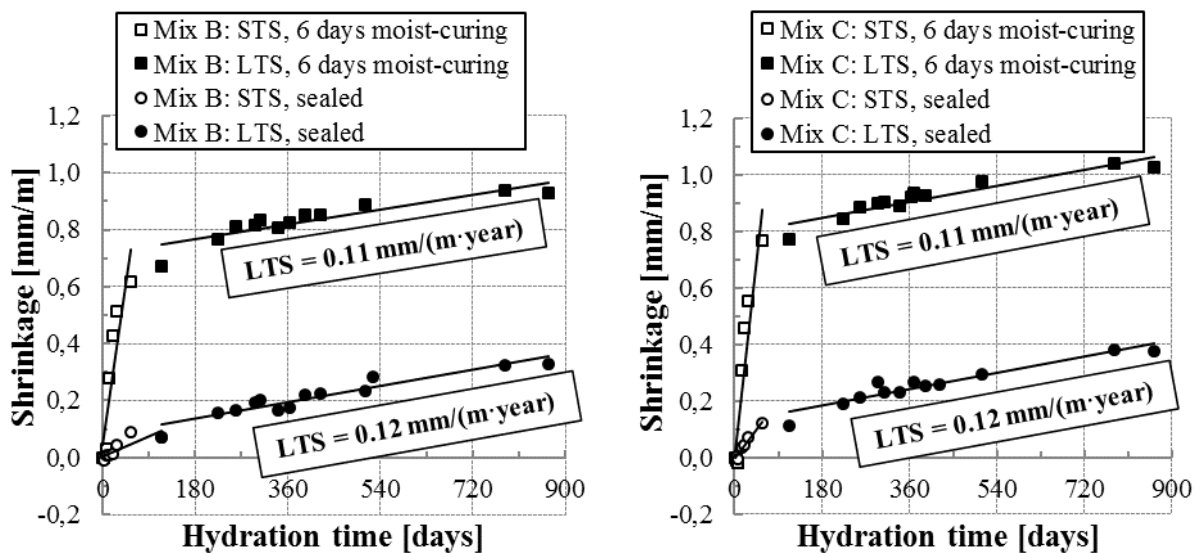 Mix B: STS, 6 days moist-curing
Mix B: LTS, 6 days moist-curing
Mix B: STS, sealed
Mix B: LTS, sealed
1,2
1,0
0,8
0,6
0,4
0,2
0,0
-0,2
Shrinkage [mm/m]
LTS = 0.11 mm/(m·year)
LTS = 0.12 mm/(m·year)
0 180 360 540 720 900
Hydration time [days]
Mix C: STS, 6 days moist-curing
Mix C: LTS, 6 days moist-curing
Mix C: STS, sealed
Mix C: LTS, sealed
1,2
1,0
0,8
0,6
0,4
0,2
0,0
-0,2
Shrinkage [mm/m]
LTS = 0.11 mm/(m·year)
LTS = 0.12 mm/(m·year)
0 180 360 540 720 900
Hydration time [days]